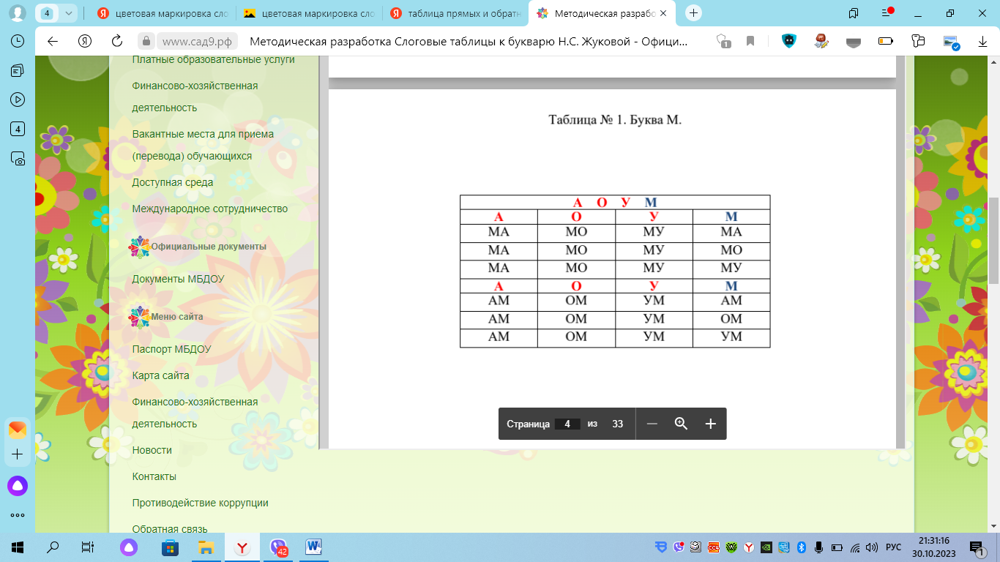 4
цветовая маркировка сло
цветовая маркировка сло
таблица прямых и обратн
Методическая разрабо
www.сад9.рф
Методическая разработка Слоговые таблицы к букварю Н.С. Жуковой - Офици...
1
4
Платные образовательные услуги
Финансово-хозяйственная
деятельность
Вакантные места для приема
(перевода) обучающихся
Доступная среда
Международное сотрудничество
Официальные документы
Документы МБДОУ
Меню сайта
Паспорт МБДОУ
Карта сайта
Финансово-хозяйственная
деятельность
Новости
Контакты
Противодействие коррупции
Обратная связь
Таблица № 1. Буква М.
А О У М
А О У М
МА МО МУ МА
МА МО МУ МО
МА МО МУ МУ
А О У М
АМ ОМ УМ АМ
АМ ОМ УМ ОМ
АМ ОМ УМ УМ
Страница 4 из 33
42
РУС
21:31:16
30.10.2023
1